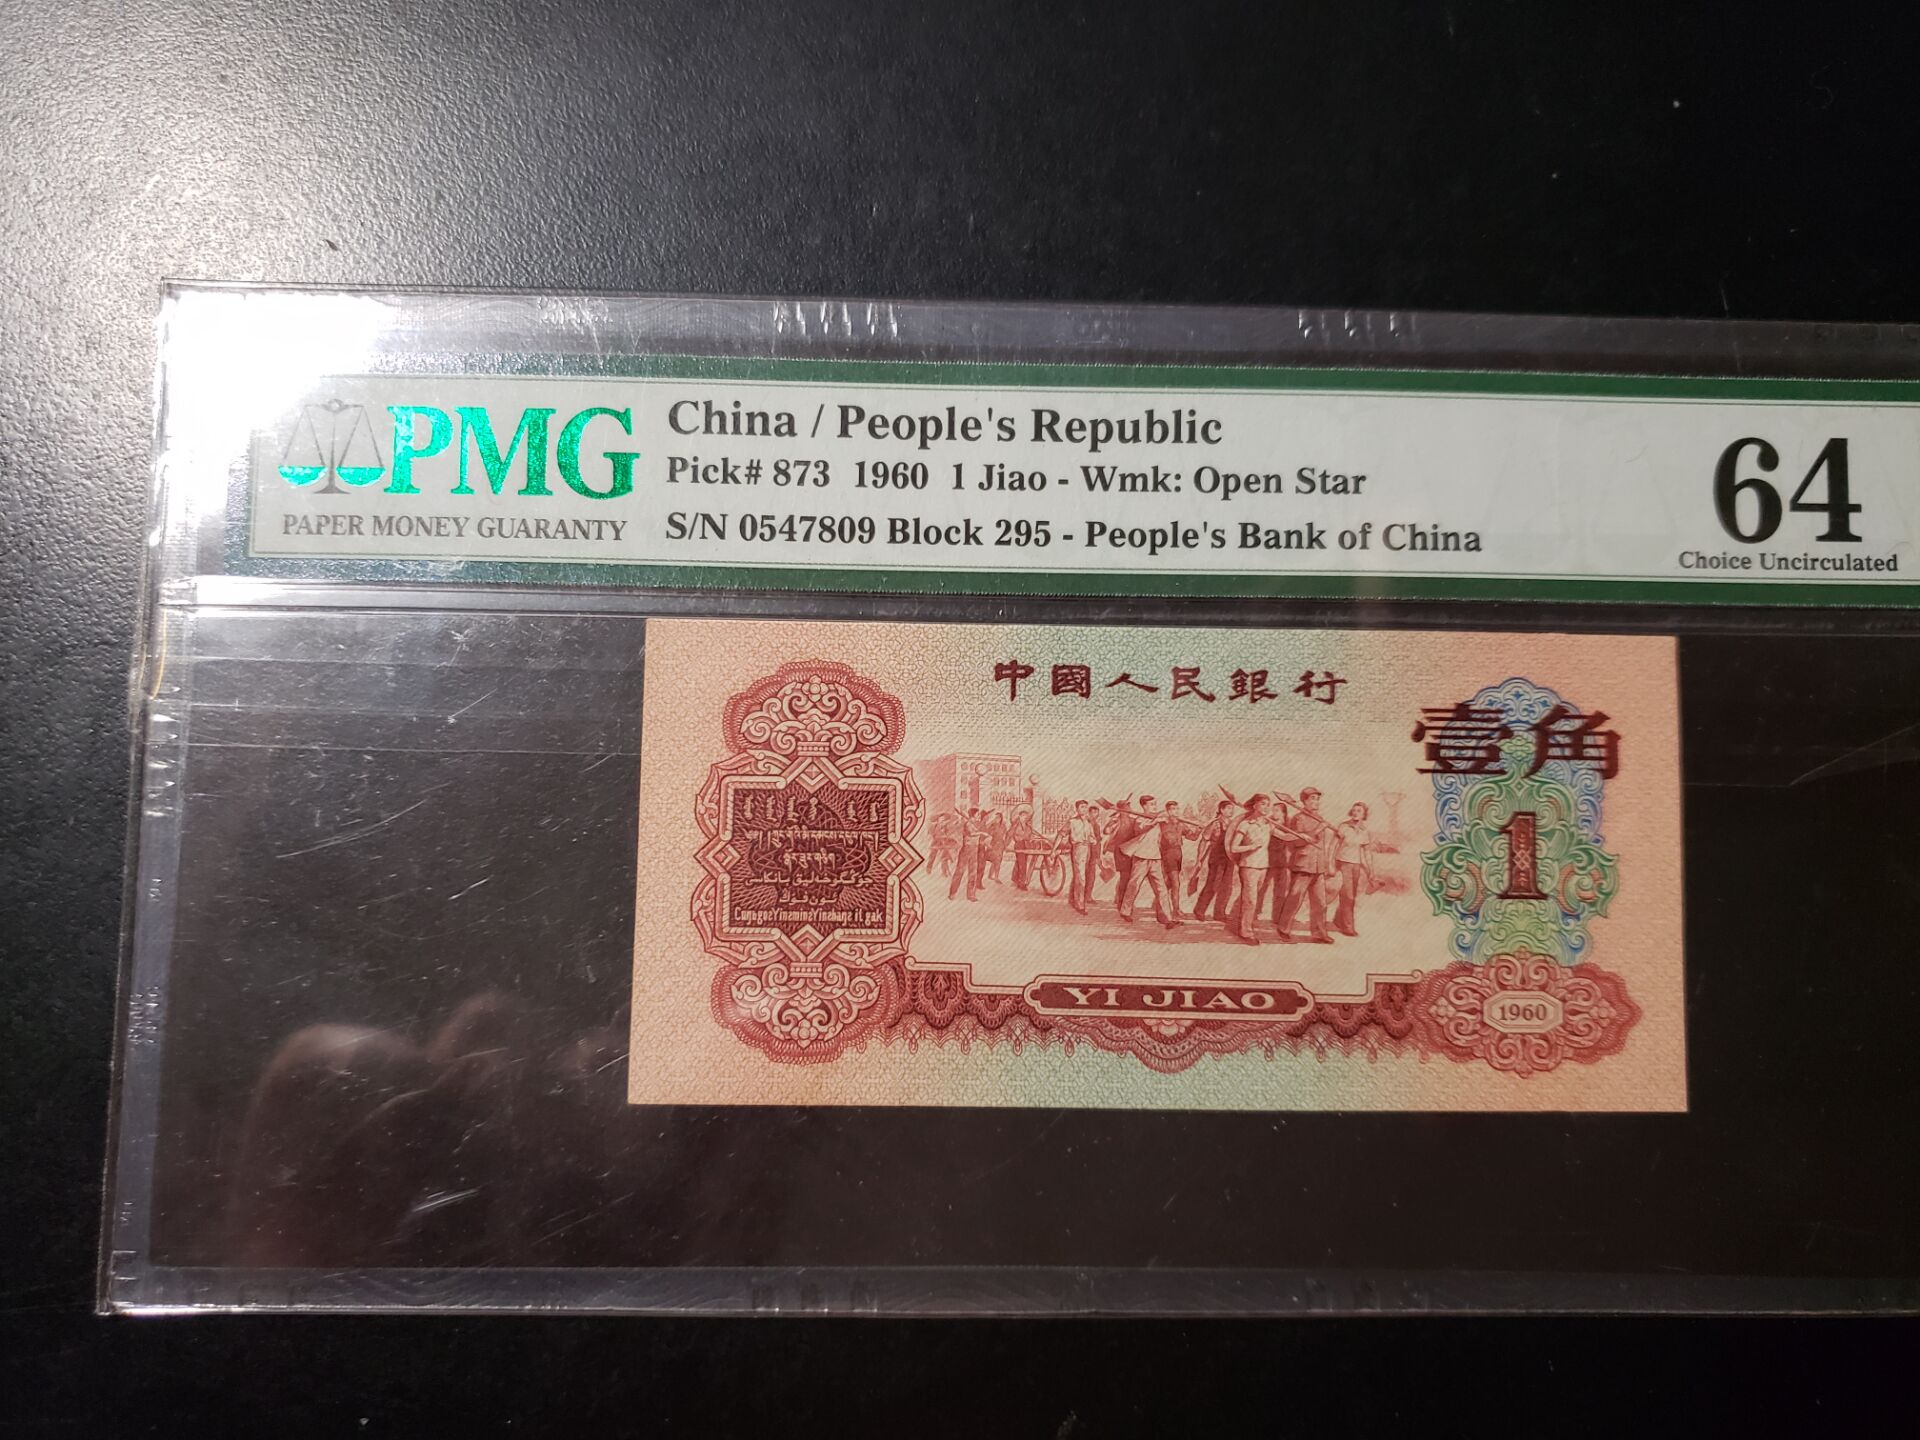 PMG
PAPER MONEY GUARANTY
China / People's Republic
Pick# 873 1960 1 Jiao - Wmk: Open Star
S/N 0547809 Block 295 - People's Bank of China
64
Choice Uncirculated
中國人民銀行
壹角
1
YI JIAO
1960